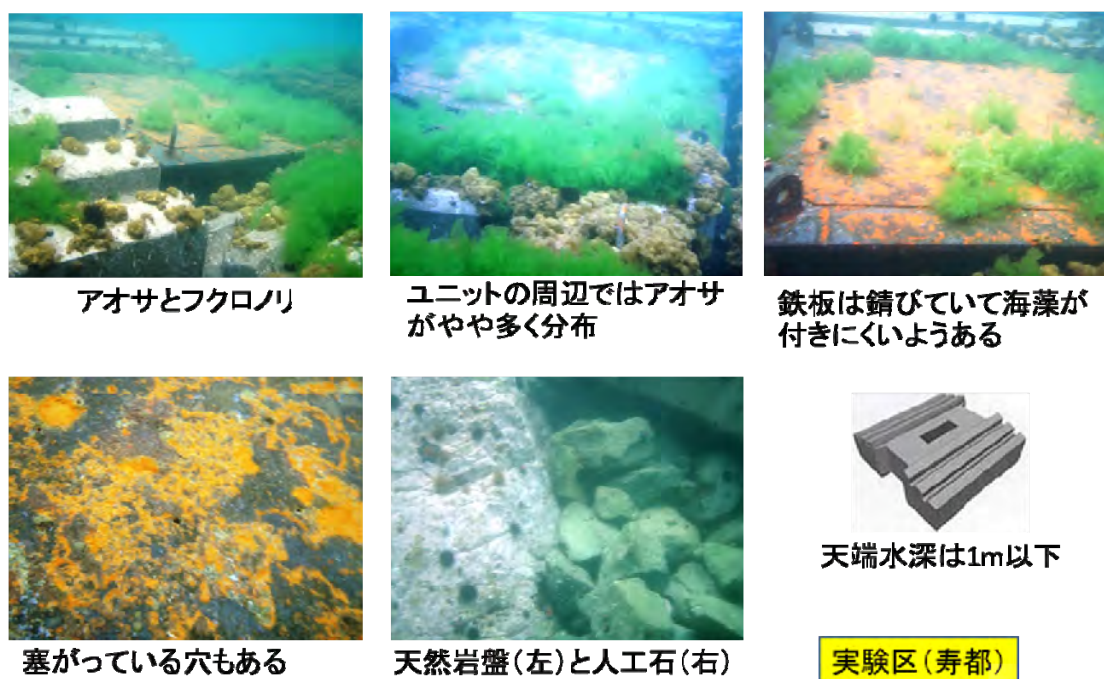 アオサとフクロノリ
ユニットの周辺ではアオサ
がやや多く分布
鉄板は錆びていて海藻が
付きにくいようある
塞がっている穴もある
天然岩盤(左)と人工石(右)
天端水深は1m以下
実験区(寿都)